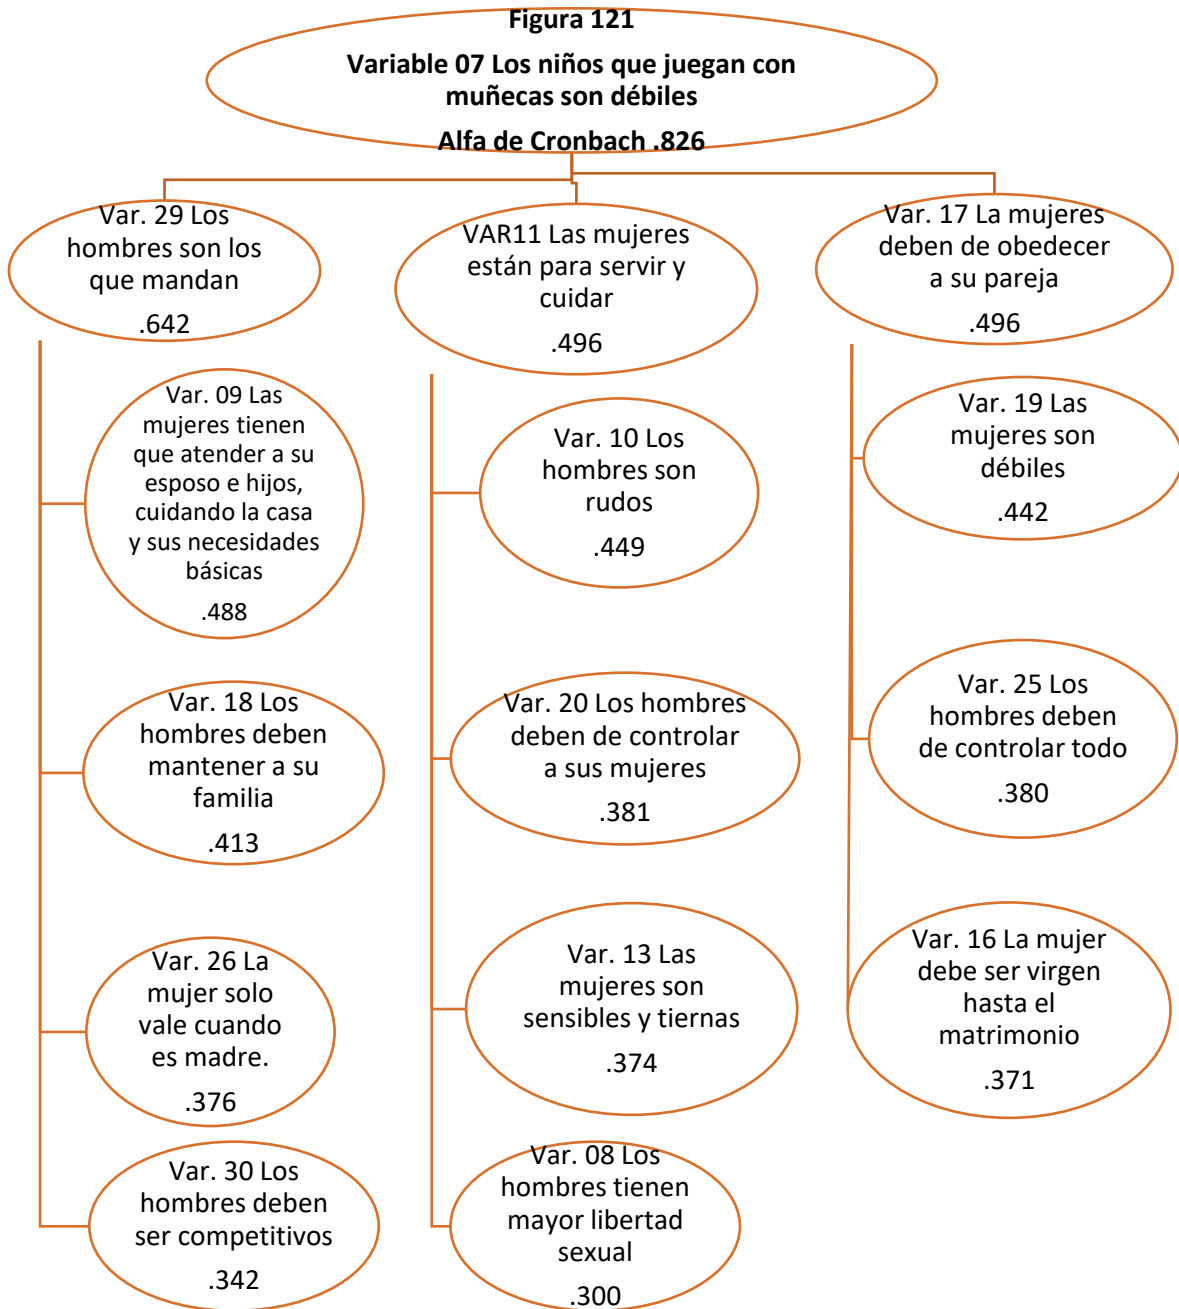 Figura 121
Variable 07 Los niños que juegan con
muñecas son débiles
Alfa de Cronbach .826
Var. 29 Los
hombres son los
que mandan
.642
VAR11 Las mujeres
están para servir y
cuidar
.496
Var. 17 La mujeres
deben de obedecer
a su pareja
.496
Var. 09 Las
mujeres tienen
que atender a su
esposo e hijos,
cuidando la casa
y sus necesidades
básicas
.488
Var. 10 Los
hombres son
rudos
.449
Var. 19 Las
mujeres son
débiles
.442
Var. 18 Los
hombres deben
mantener a su
familia
.413
Var. 20 Los hombres
deben de controlar
a sus mujeres
.381
Var. 25 Los
hombres deben
de controlar todo
.380
Var. 26 La
mujer solo
vale cuando
es madre.
.376
Var. 13 Las
mujeres son
sensibles y tiernas
.374
Var. 16 La mujer
debe ser virgen
hasta el
matrimonio
.371
Var. 30 Los
hombres deben
ser competitivos
.342
Var. 08 Los
hombres tienen
mayor libertad
sexual
.300